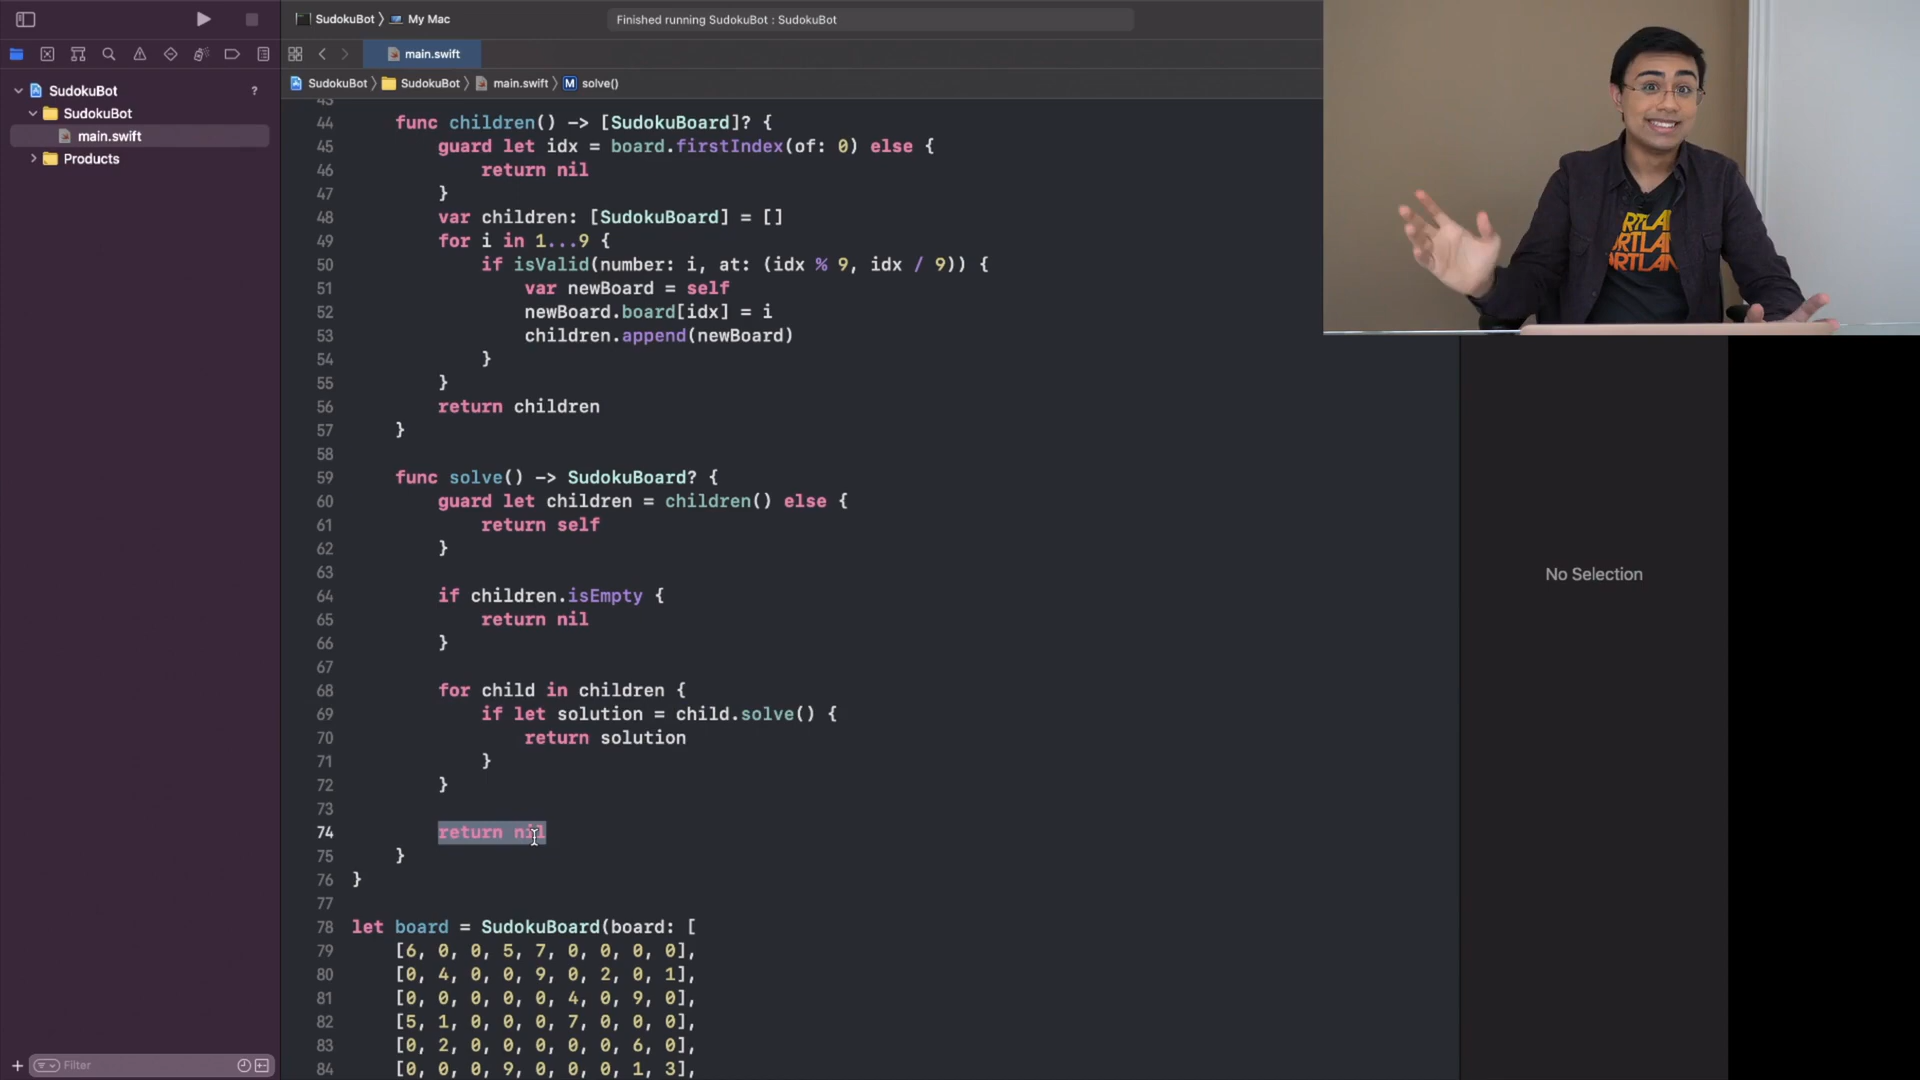 SudokuBot 〉 My Mac
Finished running SudokuBot : SudokuBot
main.swift
SudokuBot 〉 SudokuBot 〉 main.swift 〉 M solve()
SudokuBot ?
SudokuBot
main.swift
Products
43
44 func children() -> [SudokuBoard]? {
45 guard let idx = board.firstIndex(of: 0) else {
46 return nil
47 }
48 var children: [SudokuBoard] = []
49 for i in 1...9 {
50 if isValid(number: i, at: (idx % 9, idx / 9)) {
51 var newBoard = self
52 newBoard.board[idx] = i
53 children.append(newBoard)
54 }
55 }
56 return children
57 }
58
59 func solve() -> SudokuBoard? {
60 guard let children = children() else {
61 return self
62 }
63
64 if children.isEmpty {
65 return nil
66 }
67
68 for child in children {
69 if let solution = child.solve() {
70 return solution
71 }
72 }
73
74 return nil
75 }
76 }
77
78 let board = SudokuBoard(board: [
79 [6, 0, 0, 5, 7, 0, 0, 0, 0],
80 [0, 4, 0, 0, 9, 0, 2, 0, 1],
81 [0, 0, 0, 0, 0, 4, 0, 9, 0],
82 [5, 1, 0, 0, 0, 7, 0, 0, 0],
83 [0, 2, 0, 0, 0, 0, 0, 6, 0],
84 [0, 0, 0, 9, 0, 0, 0, 1, 3],
No Selection
Filter